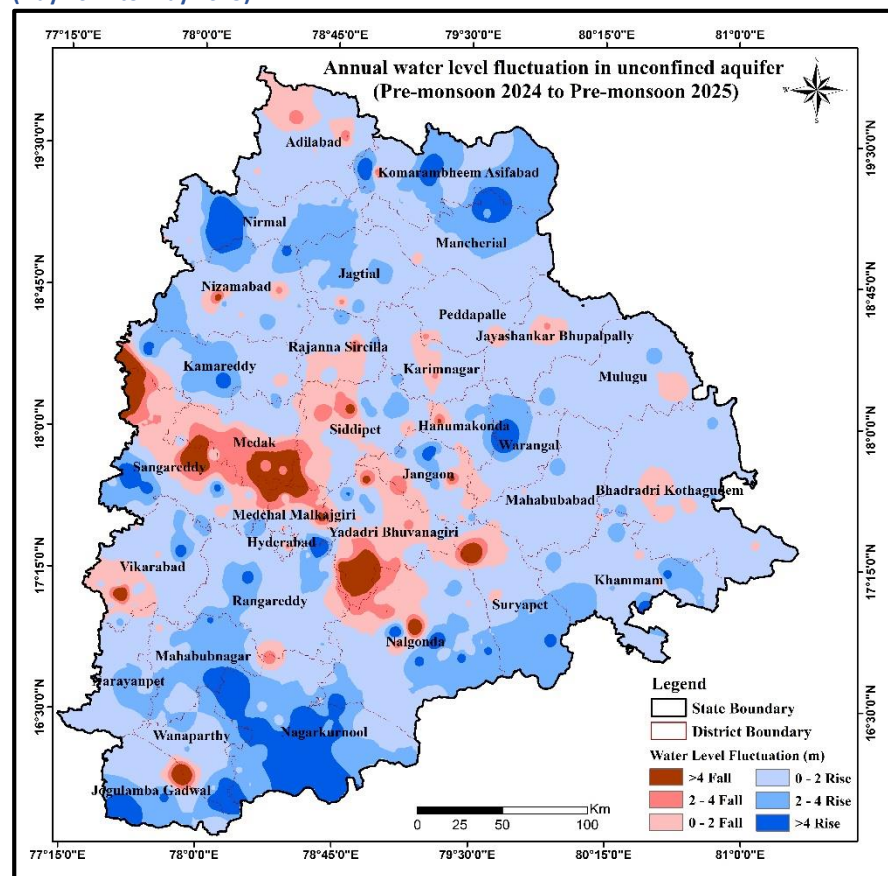 77°15'0"E 78°0'0"E 78°45'0"E 79°30'0"E 80°15'0"E 81°0'0"E
Annual water level fluctuation in unconfined aquifer
(Pre-monsoon 2024 to Pre-monsoon 2025)
N
W E
S
19°30'0"N
19°30'0"N
Adilabad
Komarambheem Asifabad
Nirmal
Mancherial
Jagtial
18°45'0"N
18°45'0"N
Nizamabad
Peddapalle
Jayashankar Bhupalpally
Rajanna Sircilla
Kamareddy
Karimnagar
Mulugu
18°0'0"N
18°0'0"N
Siddipet
Hanumakonda
Medak
Warangal
Sangareddy
Jangaon
Bhadradri Kothagudem
Mahabubabad
Medchal Malkajgiri
Yadadri Bhuvanagiri
Hyderabad
17°15'0"N
17°15'0"N
Vikarabad
Khammam
Rangareddy
Suryapet
Nalgonda
Mahabubnagar
Narayanpet
16°30'0"N
16°30'0"N
Wanaparthy
Nagarkurnool
Jogulamba Gadwal
Legend
State Boundary
District Boundary
Water Level Fluctuation (m)
>4 Fall 0 - 2 Rise
2 - 4 Fall 2 - 4 Rise
0 - 2 Fall >4 Rise
Km
0 25 50 100
77°15'0"E 78°0'0"E 78°45'0"E 79°30'0"E 80°15'0"E 81°0'0"E